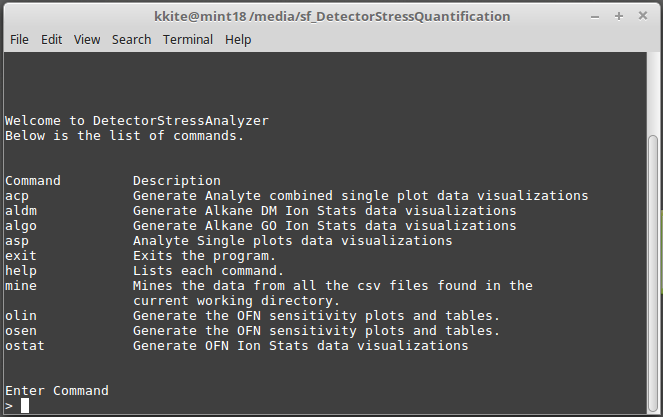 kkite@mint18 /media/sf_DetectorStressQuantification
File Edit View Search Terminal Help
Welcome to DetectorStressAnalyzer
Below is the list of commands.
Command Description
acp Generate Analyte combined single plot data visualizations
aldm Generate Alkane DM Ion Stats data visualizations
algo Generate Alkane GO Ion Stats data visualizations
asp Analyte Single plots data visualizations
exit Exits the program.
help Lists each command.
mine Mines the data from all the csv files found in the
current working directory.
olin Generate the OFN sensitivity plots and tables.
osen Generate the OFN sensitivity plots and tables.
ostat Generate OFN Ion Stats data visualizations
Enter Command
>